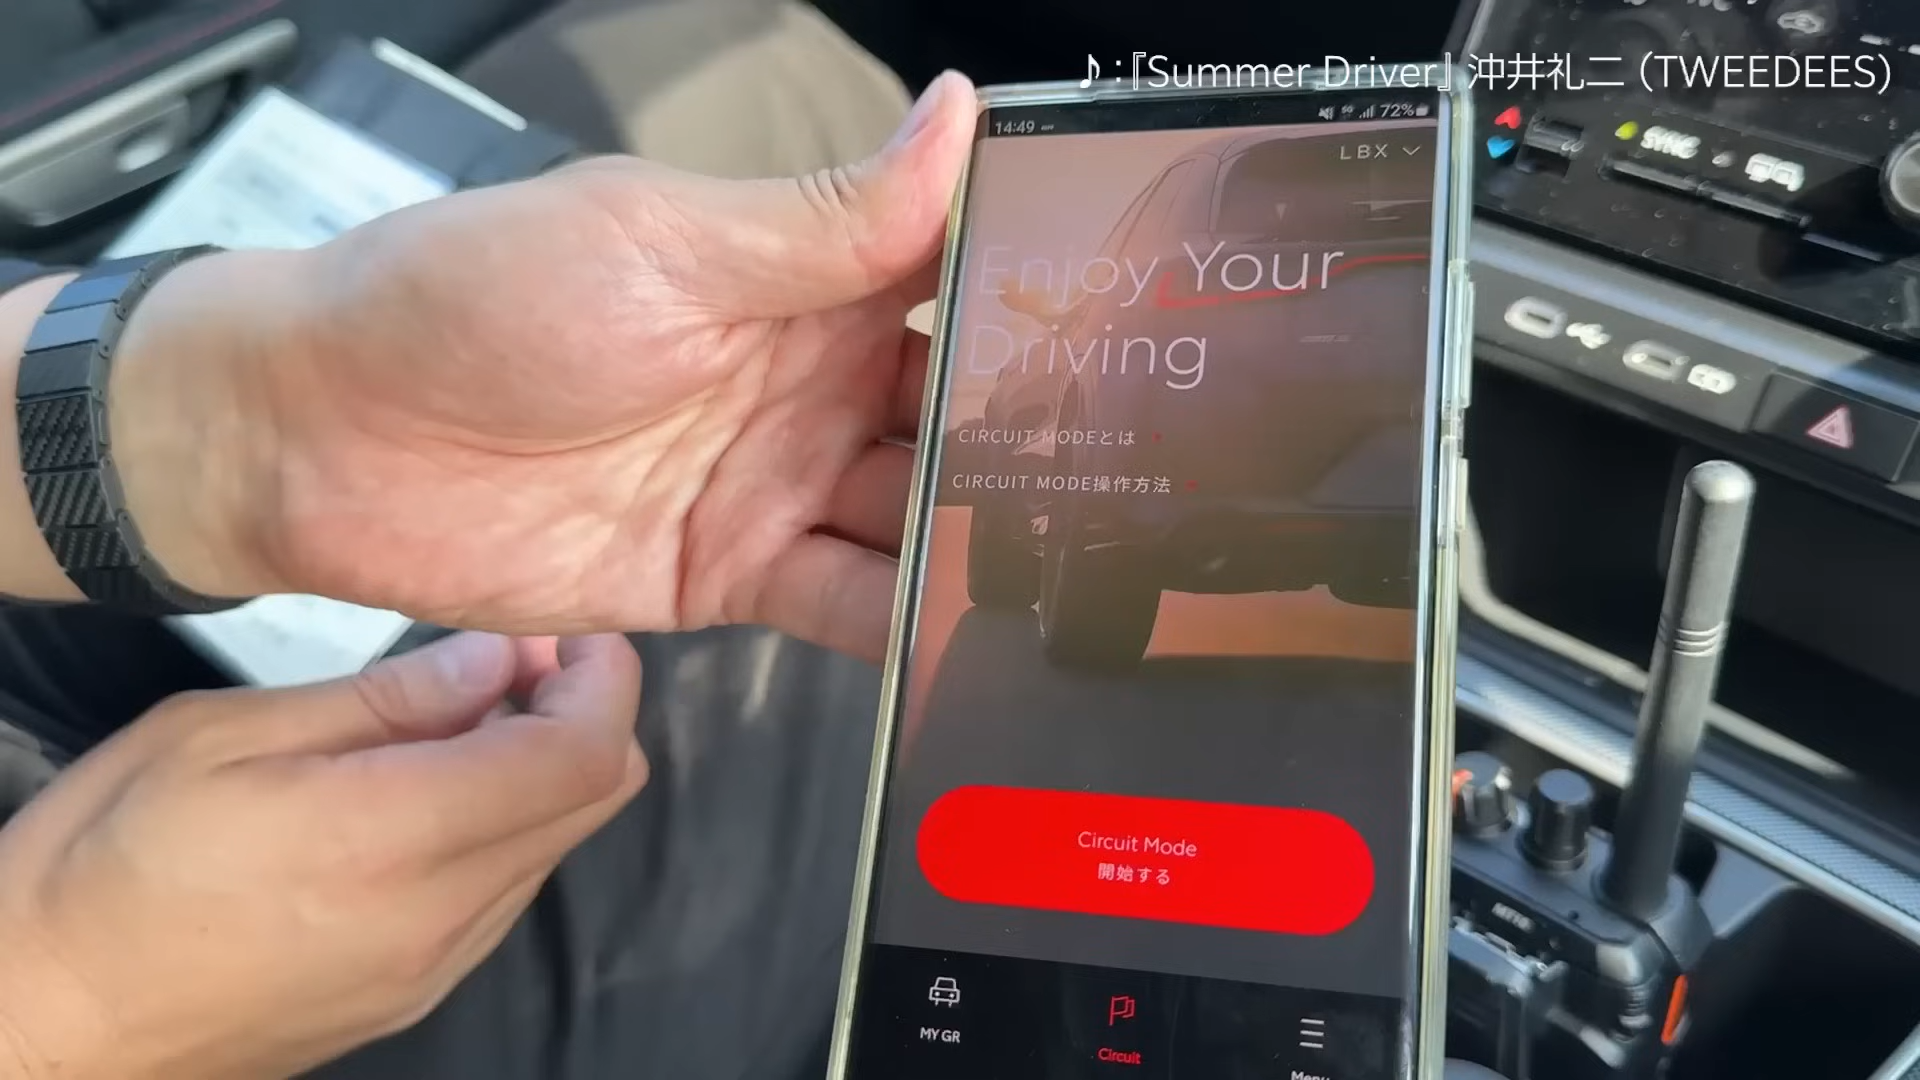 ♪:『Summer Driver』 沖井礼二 (TWEEDEES)
14:49
72%
LBX
Enjoy Your
Driving
CIRCUIT MODEとは
CIRCUIT MODE操作方法
Circuit Mode
開始する
MY GR
Circuit
Menu
SYNC